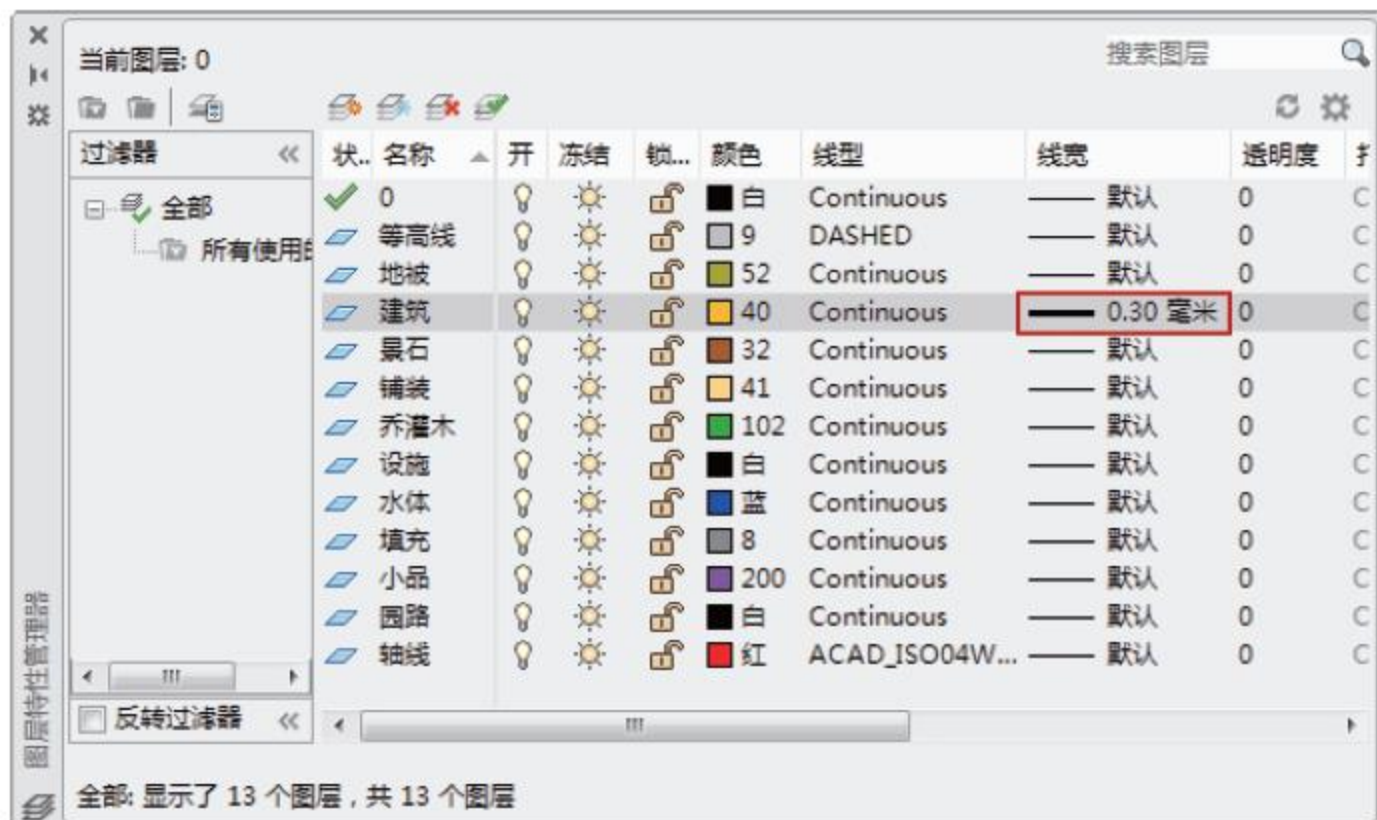 当前图层: 0
搜索图层
过滤器
全部
所有使用的
反转过滤器
状.. 名称 开 冻结 锁... 颜色 线型 线宽 透明度
0 白 Continuous 默认 0 C
等高线 9 DASHED 默认 0 C
地被 52 Continuous 默认 0 C
建筑 40 Continuous 0.30 毫米 0 C
景石 32 Continuous 默认 0 C
铺装 41 Continuous 默认 0 C
乔灌木 102 Continuous 默认 0 C
设施 白 Continuous 默认 0 C
水体 蓝 Continuous 默认 0 C
填充 8 Continuous 默认 0 C
小品 200 Continuous 默认 0 C
园路 白 Continuous 默认 0 C
轴线 红 ACAD_ISO04W... 默认 0 C
全部: 显示了 13 个图层 , 共 13 个图层
图层特性管理器